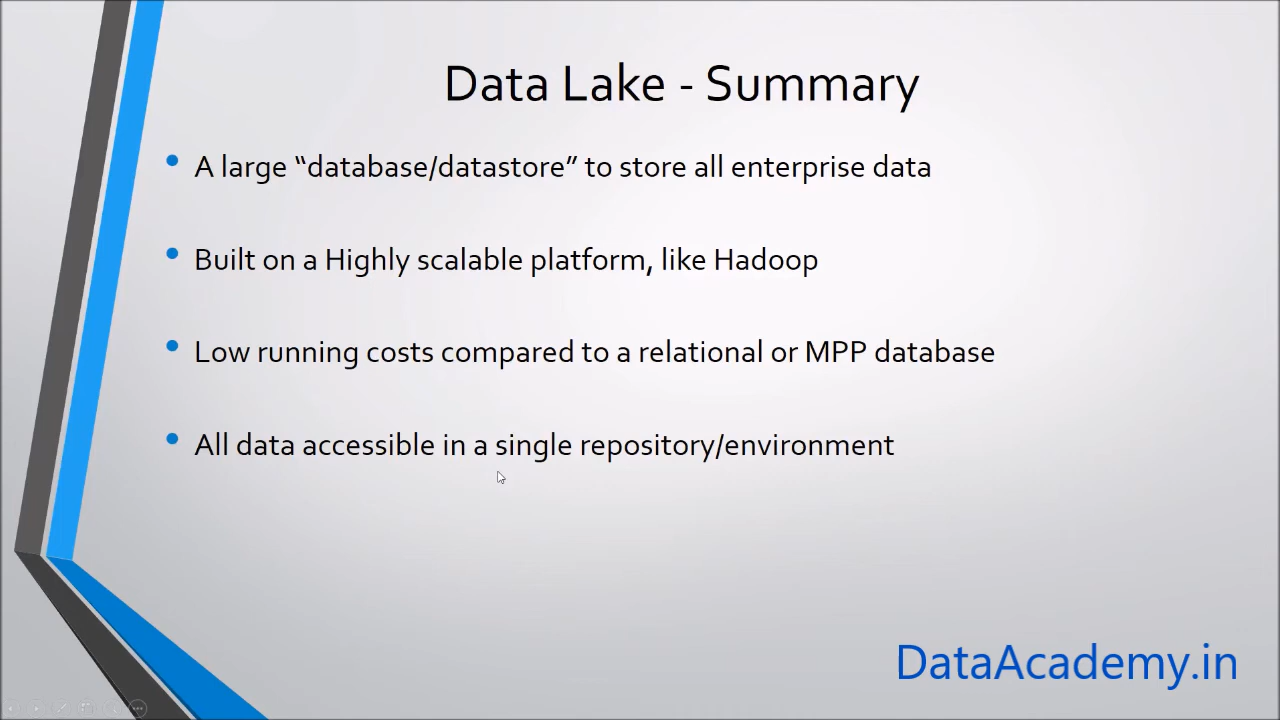 Data Lake - Summary
• A large “database/datastore” to store all enterprise data
• Built on a Highly scalable platform, like Hadoop
• Low running costs compared to a relational or MPP database
• All data accessible in a single repository/environment
DataAcademy.in